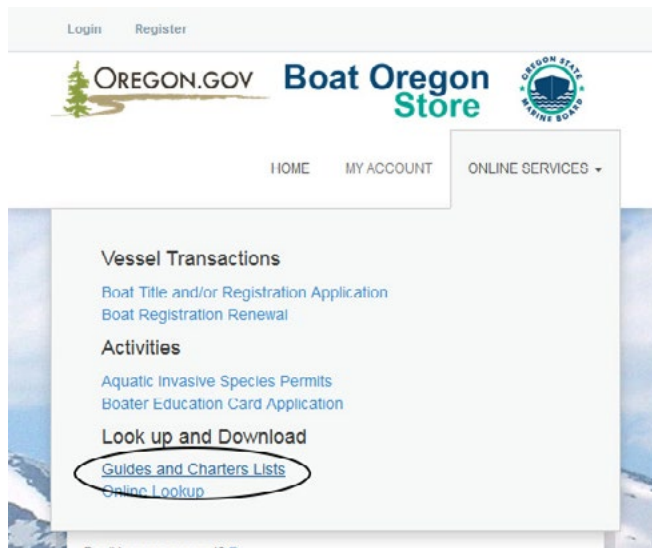 Login Register
OREGON.GOV Boat Oregon
Store
OREGON STATE
MARINE BOARD
HOME MY ACCOUNT ONLINE SERVICES
Vessel Transactions
Boat Title and/or Registration Application
Boat Registration Renewal
Activities
Aquatic Invasive Species Permits
Boater Education Card Application
Look up and Download
Guides and Charters Lists
Online Lookup